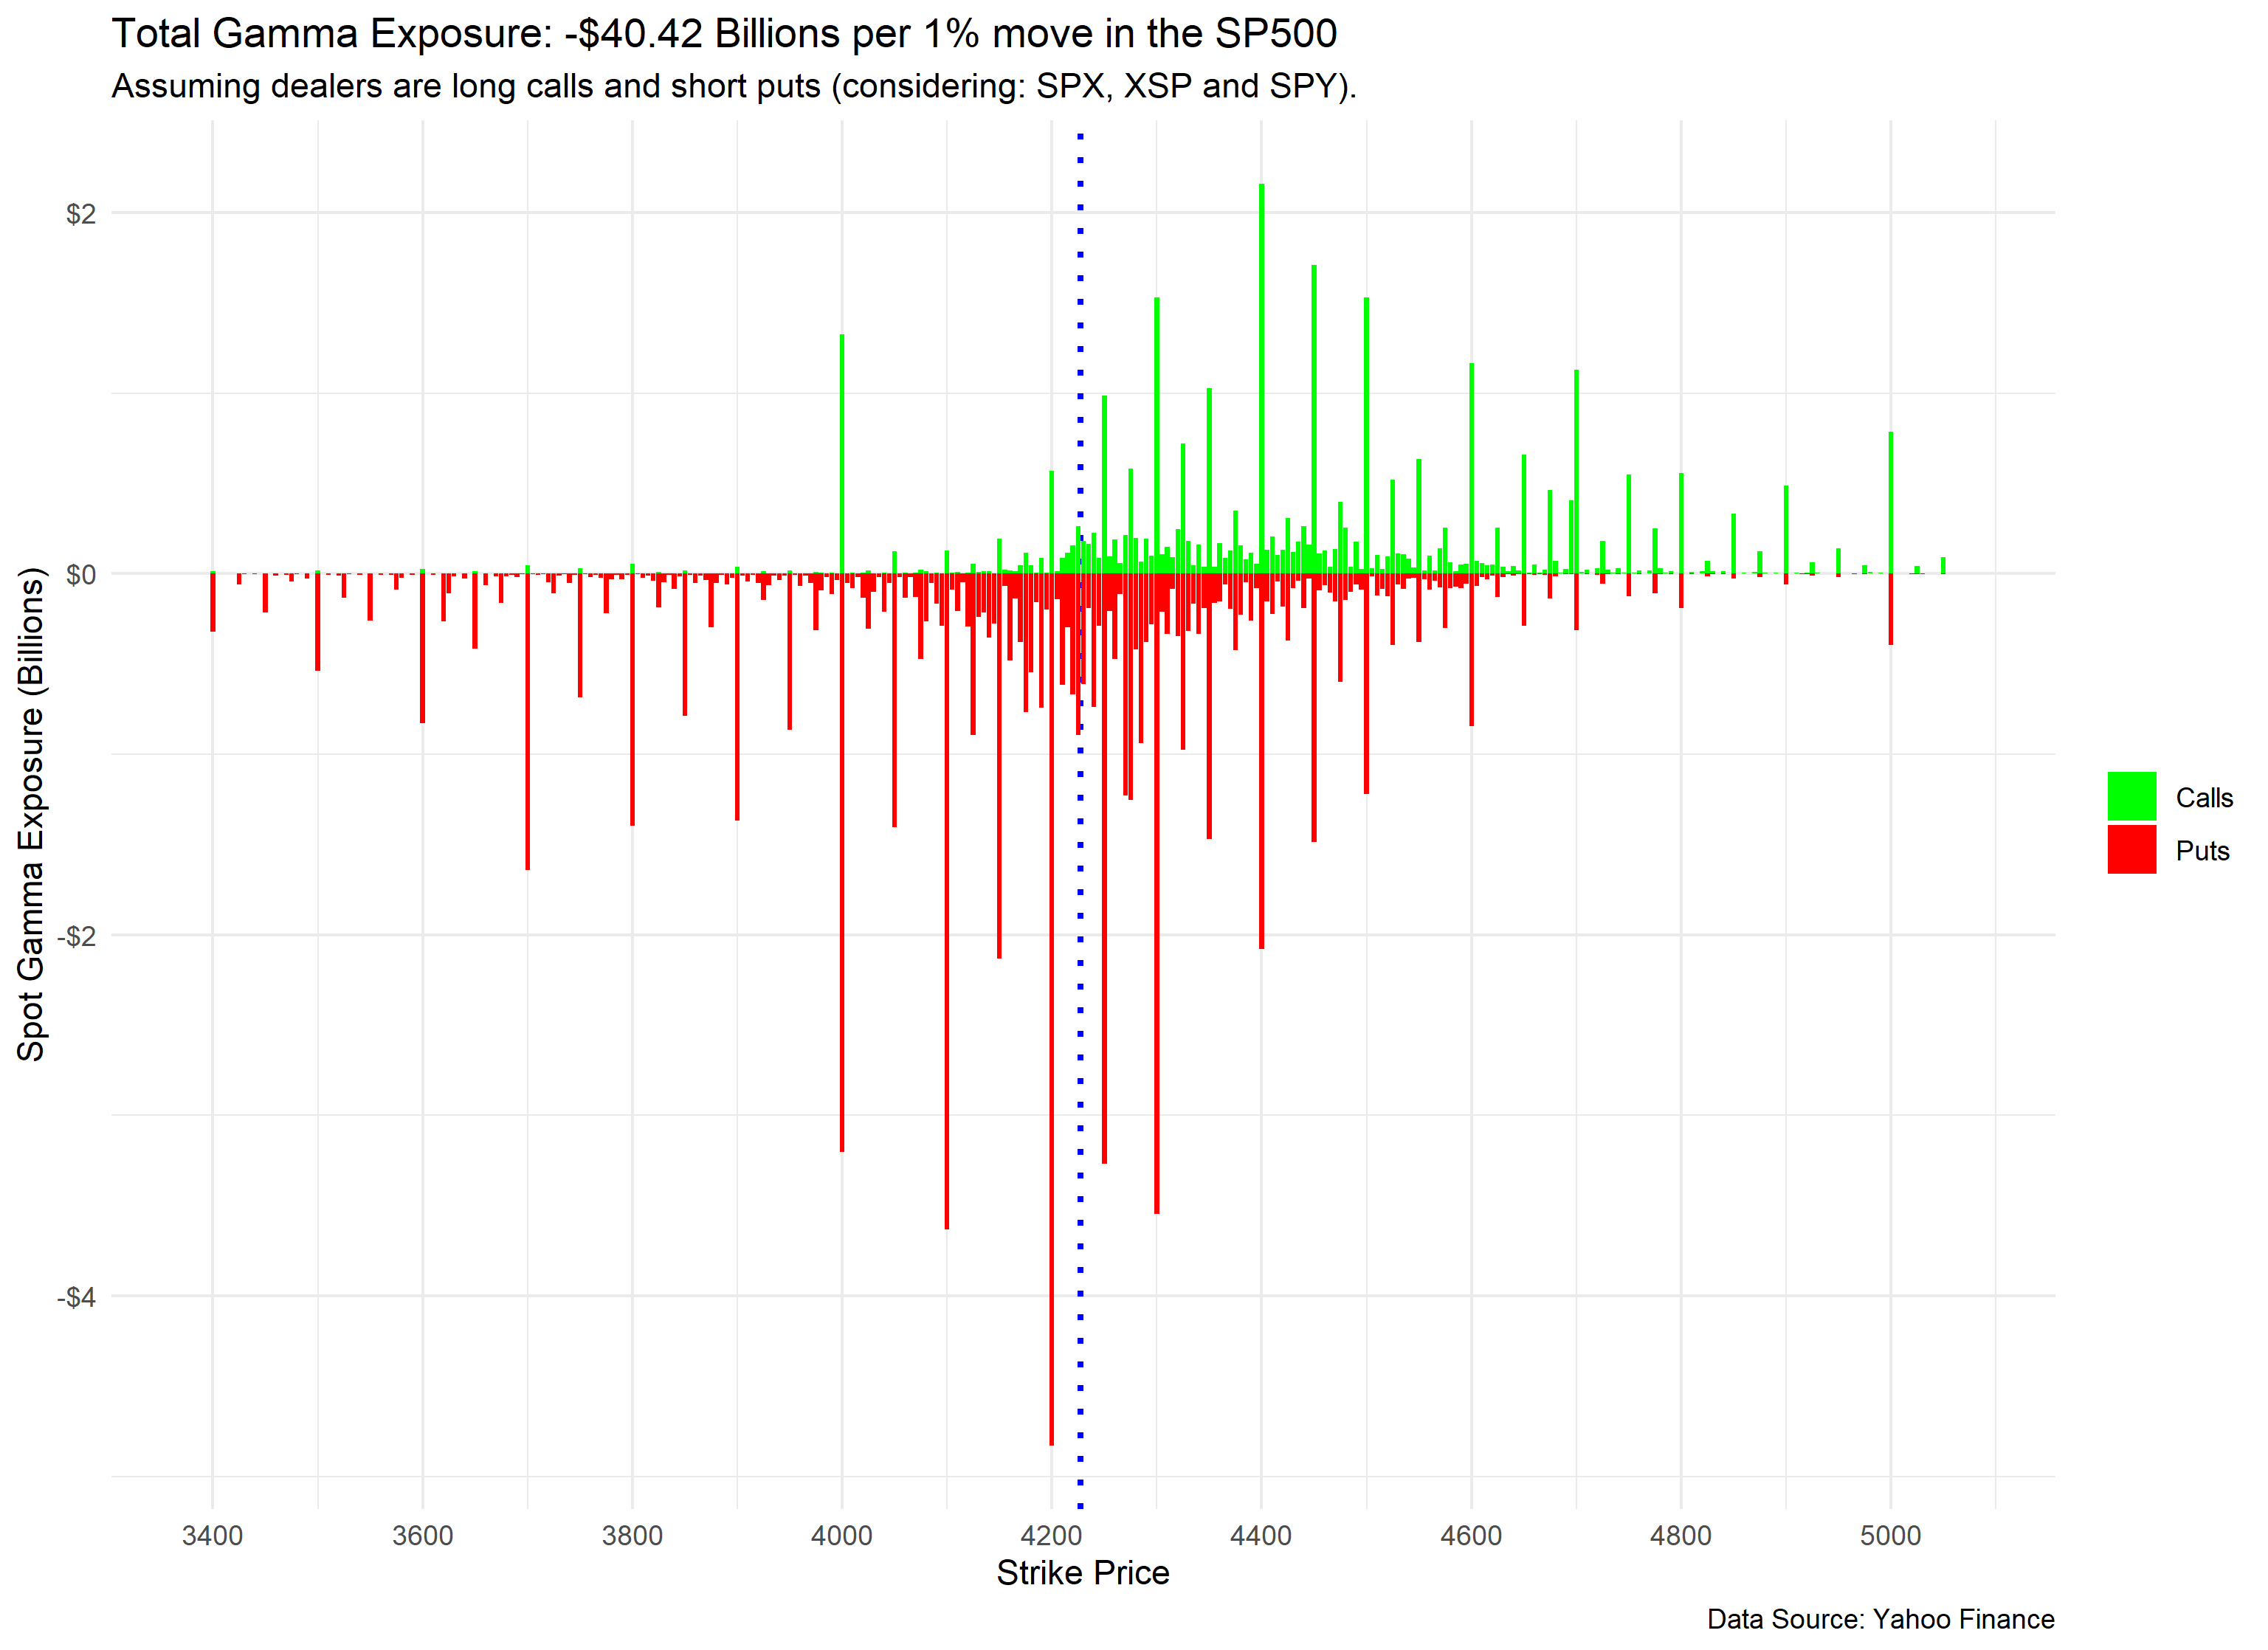 Total Gamma Exposure: -$40.42 Billions per 1% move in the SP500
Assuming dealers are long calls and short puts (considering: SPX, XSP and SPY).
Spot Gamma Exposure (Billions)
$2
$0
-$2
-$4
3400 3600 3800 4000 4200 4400 4600 4800 5000
Strike Price
Calls
Puts
Data Source: Yahoo Finance